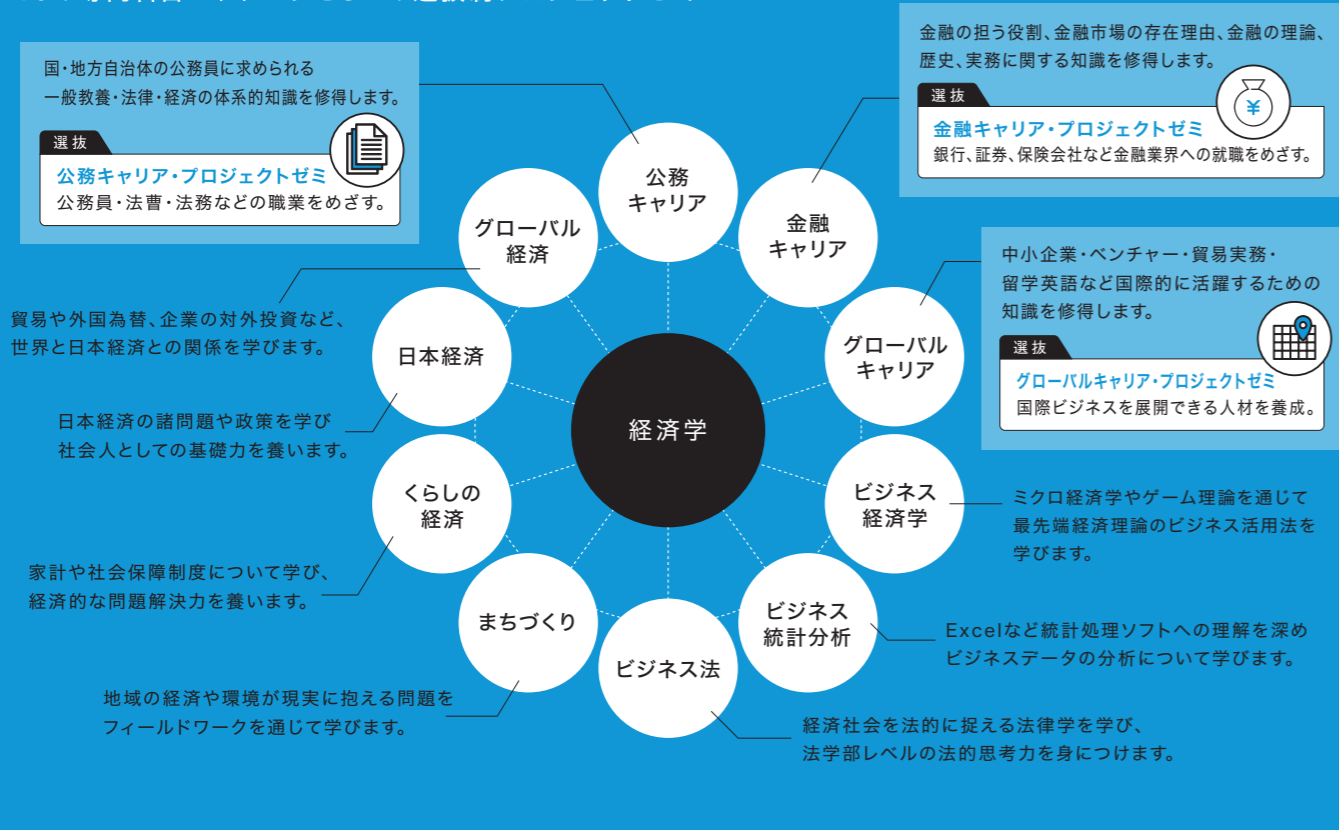 国・地方自治体の公務員に求められる
一般教養・法律・経済の体系的知識を修得します。
選抜
公務キャリア・プロジェクトゼミ
公務員・法曹・法務などの職業をめざす。
金融の担う役割、金融市場の存在理由、金融の理論、
歴史、実務に関する知識を修得します。
選抜
金融キャリア・プロジェクトゼミ
銀行、証券、保険会社など金融業界への就職をめざす。
¥
中小企業・ベンチャー・貿易実務・
留学英語など国際的に活躍するための
知識を修得します。
選抜
グローバルキャリア・プロジェクトゼミ
国際ビジネスを展開できる人材を養成。
公務
キャリア
金融
キャリア
グローバル
キャリア
ビジネス
経済学
ビジネス
統計分析
ビジネス法
まちづくり
くらしの
経済
日本経済
グローバル
経済
経済学
貿易や外国為替、企業の対外投資など、
世界と日本経済との関係を学びます。
日本経済の諸問題や政策を学び
社会人としての基礎力を養います。
家計や社会保障制度について学び、
経済的な問題解決力を養います。
地域の経済や環境が現実に抱える問題を
フィールドワークを通じて学びます。
ミクロ経済学やゲーム理論を通じて
最先端経済理論のビジネス活用法を
学びます。
Excelなど統計処理ソフトへの理解を深め
ビジネスデータの分析について学びます。
経済社会を法的に捉える法律学を学び、
法学部レベルの法的思考力を身につけます。